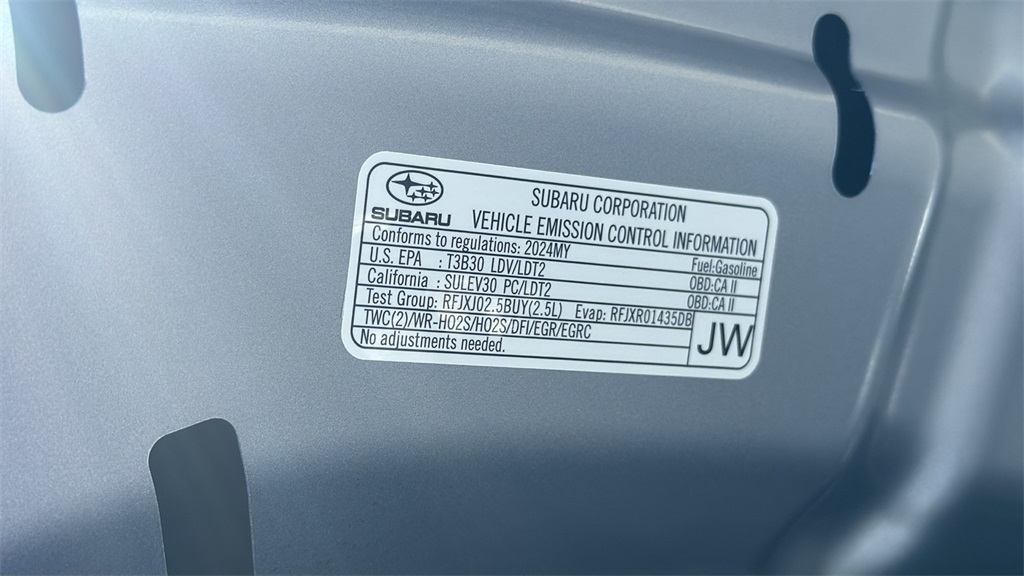 SUBARU
SUBARU CORPORATION
VEHICLE EMISSION CONTROL INFORMATION
Conforms to regulations: 2024MY
Fuel:Gasoline
U.S. EPA : T3B30 LDV/LDT2
OBD-CA II
California : SULEV30 PC/LDT2
OBD-CA II
Test Group: RFJXJ02.5BUY(2.5L) Evap: RFJXR01435DB
TWC(2)/WR-HO2S/HO2S/DFI/EGR/EGRC
No adjustments needed.
JW